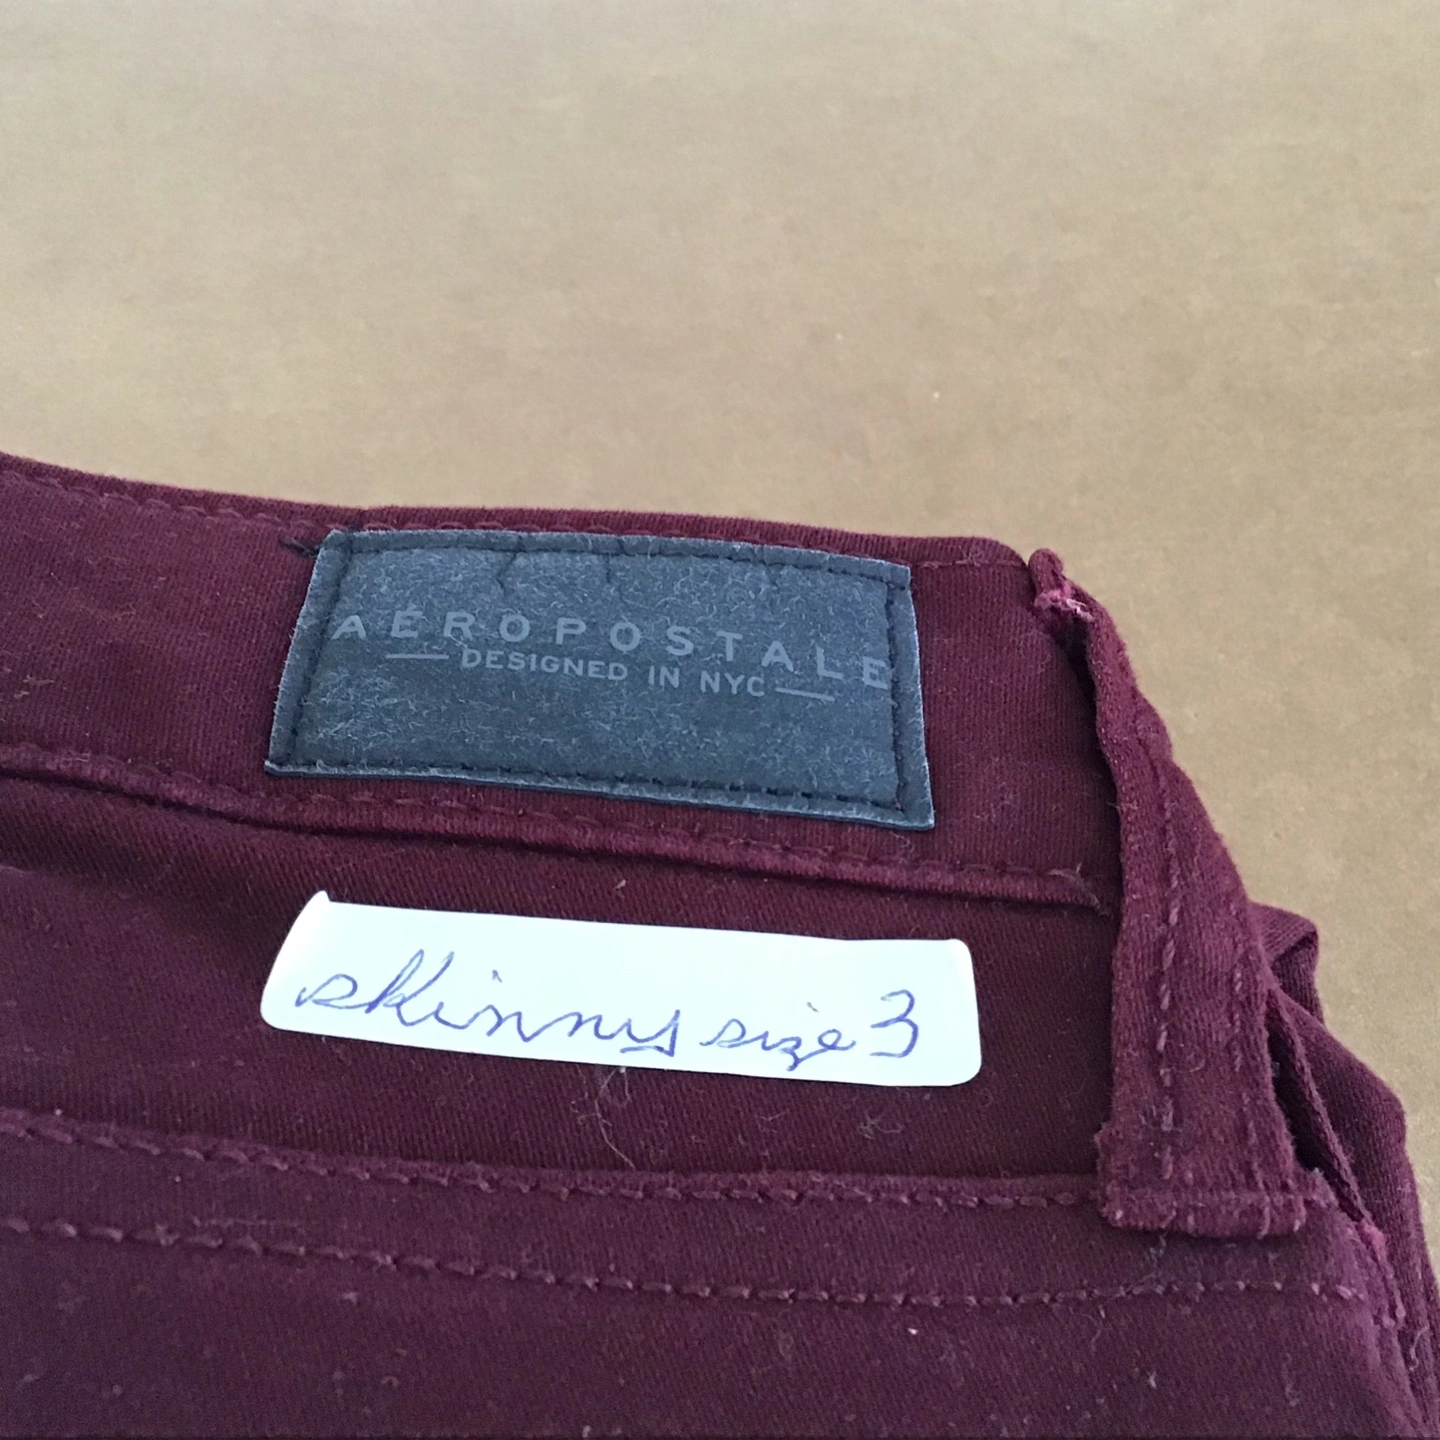 AÉROPOSTALE
DESIGNED IN NYC
skinny size 3